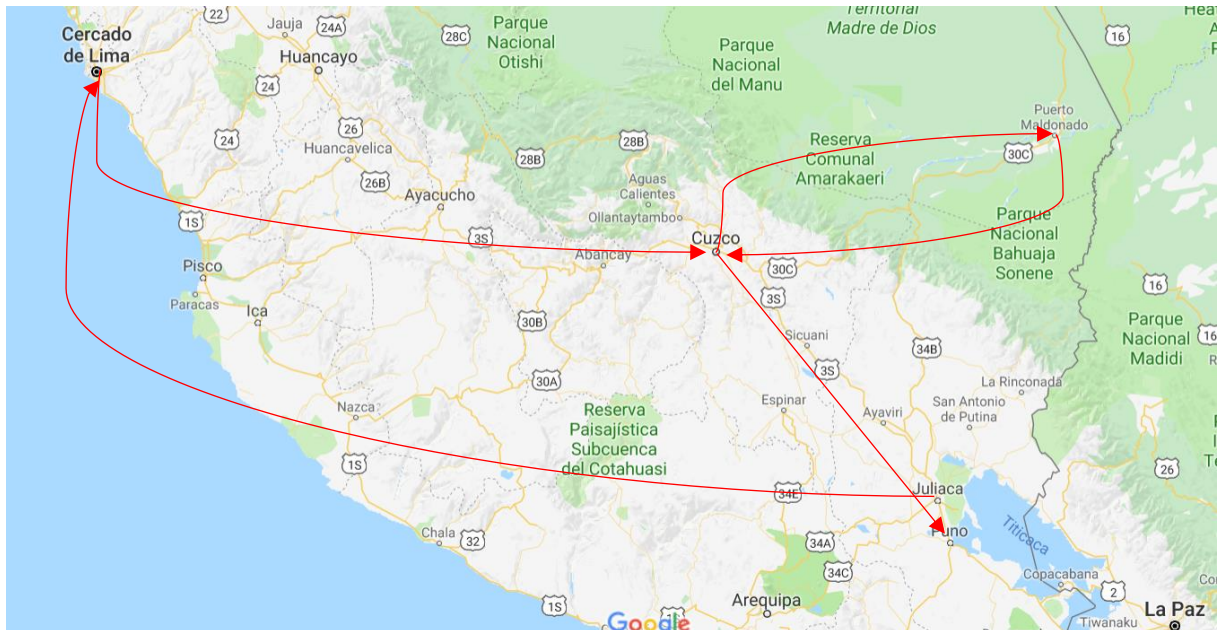 22
Jauja
24A
28C
Parque
Nacional
Otishi
Territorial
Madre de Dios
16
Cercado
de Lima
Huancayo
24
Parque
Nacional
del Manu
Puerto
Maldonado
30C
24
26
Huancavelica
28B
28B
Reserva
Comunal
Amarakaeri
26B
Ayacucho
Aguas
Calientes
Ollantaytambo
1S
3S
Cuzco
Abancay
30C
Parque
Nacional
Bahuaja
Sonene
Pisco
Paracas
Ica
3S
16
30B
Sicuani
34B
Parque
Nacional
Madidi
16
3S
30A
La Rinconada
Nazca
Reserva
Paisajística
Subcuenca
del Cotahuasi
Espinar
Ayaviri
San Antonio
de Putina
1S
26
34E
Juliaca
Chala
32
34A
Puno
Titicaca
34C
Copacabana
2
1S
Arequipa
La Paz
Google
Tiwanaku